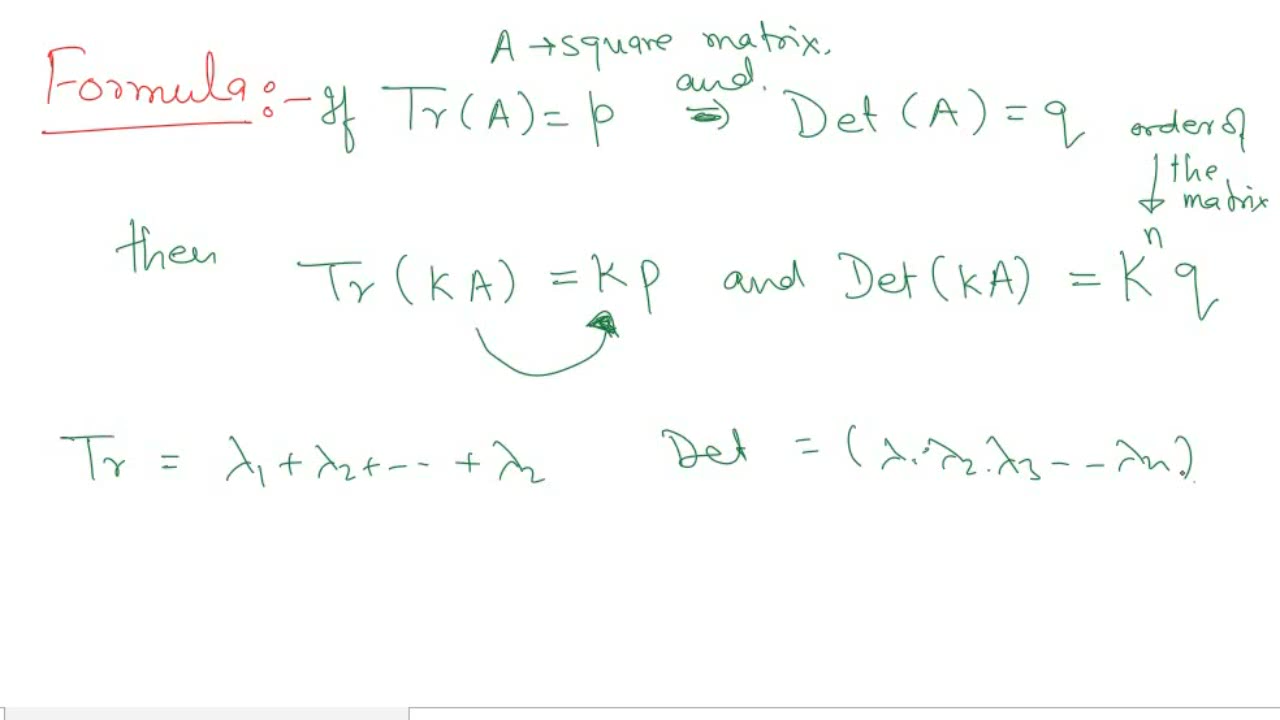 A → square matrix.
Formula :- If Tr(A) = p and Det(A) = q
order of
the
matrix
then Tr(KA) = Kp and Det(KA) = Kⁿ q
Tr = λ₁ + λ₂ + --- + λ₂ Det = (λ₁.λ₂.λ₃ -- λn.)